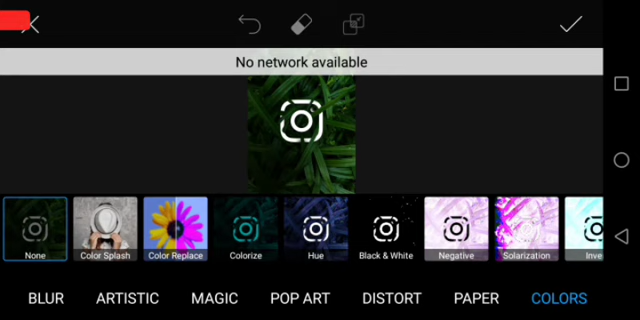 No network available
None
Color Splash
Color Replace
Colorize
Hue
Black & White
Negative
Solarization
Inve
BLUR
ARTISTIC
MAGIC
POP ART
DISTORT
PAPER
COLORS